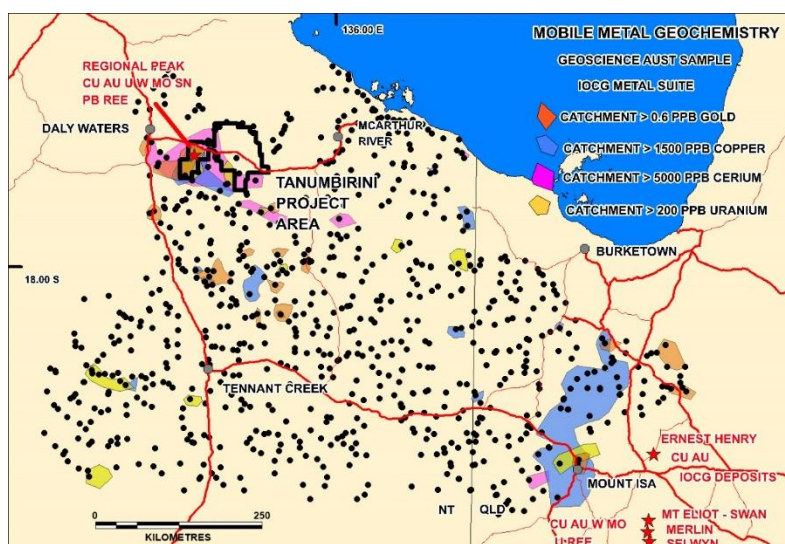 136.00 E
MOBILE METAL GEOCHEMISTRY
GEOSCIENCE AUST SAMPLE
IOCG METAL SUITE
CATCHMENT > 0.6 PPB GOLD
CATCHMENT > 1500 PPB COPPER
CATCHMENT > 5000 PPB CERIUM
CATCHMENT > 200 PPB URANIUM
REGIONAL PEAK
CU AU U W MO SN
PB REE
DALY WATERS
MCARTHUR
RIVER
TANUMBIRINI
PROJECT
AREA
BURKETOWN
18.00 S
TENNANT CREEK
ERNEST HENRY
CU AU
IOCG DEPOSITS
MOUNT ISA
NT
QLD
CU AU W MO
U REE
MT ELIOT - SWAN
MERLIN
SELWYN
0
250
KILOMETRES